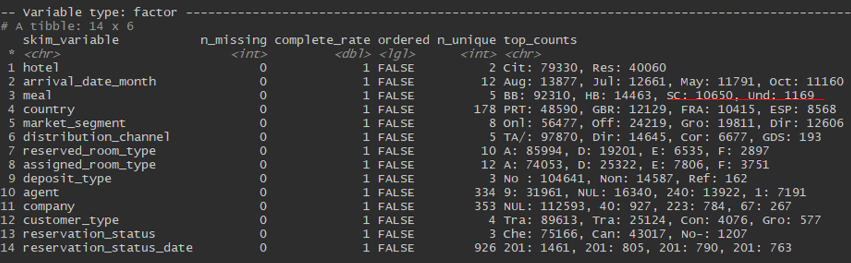 -- Variable type: factor ----------------------------------------------------------------
# A tibble: 14 x 6
skim_variable n_missing complete_rate ordered n_unique top_counts
* <chr> <int> <dbl> <lgl> <int> <chr>
1 hotel 0 1 FALSE 2 Cit: 79330, Res: 40060
2 arrival_date_month 0 1 FALSE 12 Aug: 13877, Jul: 12661, May: 11791, Oct: 11160
3 meal 0 1 FALSE 5 BB: 92310, HB: 14463, SC: 10650, Und: 1169
4 country 0 1 FALSE 178 PRT: 48590, GBR: 12129, FRA: 10415, ESP: 8568
5 market_segment 0 1 FALSE 8 Onl: 56477, Off: 24219, Gro: 19811, Dir: 12606
6 distribution_channel 0 1 FALSE 5 TA/: 97870, Dir: 14645, Cor: 6677, GDS: 193
7 reserved_room_type 0 1 FALSE 10 A: 85994, D: 19201, E: 6535, F: 2897
8 assigned_room_type 0 1 FALSE 12 A: 74053, D: 25322, E: 7806, F: 3751
9 deposit_type 0 1 FALSE 3 No : 104641, Non: 14587, Ref: 162
10 agent 0 1 FALSE 334 9: 31961, NUL: 16340, 240: 13922, 1: 7191
11 company 0 1 FALSE 353 NUL: 112593, 40: 927, 223: 784, 67: 267
12 customer_type 0 1 FALSE 4 Tra: 89613, Tra: 25124, Con: 4076, Gro: 577
13 reservation_status 0 1 FALSE 3 Che: 75166, Can: 43017, No-: 1207
14 reservation_status_date 0 1 FALSE 926 201: 1461, 201: 805, 201: 790, 201: 763